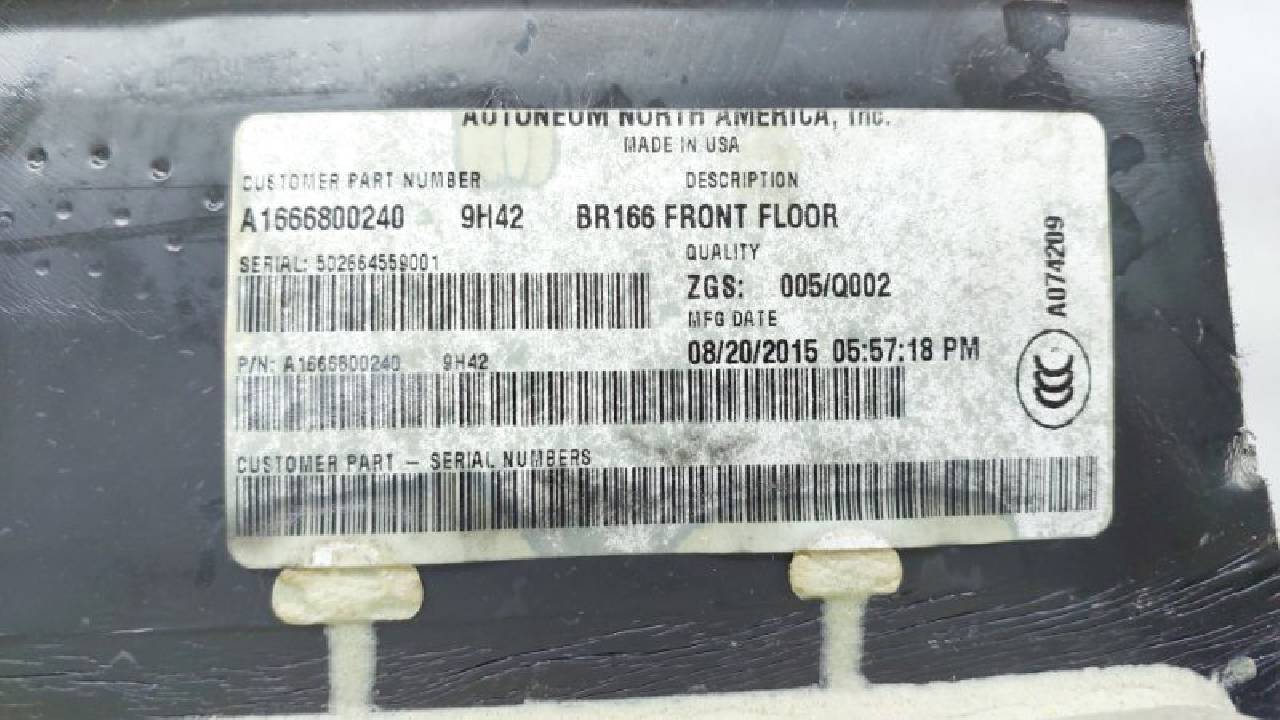 AUTONEUM NORTH AMERICA, Inc.
MADE IN USA
CUSTOMER PART NUMBER DESCRIPTION
A1666800240 9H42 BR166 FRONT FLOOR
SERIAL: 502664559001 QUALITY
ZGS: 005/Q002
MFG DATE
P/N: A1666800240 9H42 08/20/2015 05:57:18 PM
CUSTOMER PART - SERIAL NUMBERS
A074209
CCC